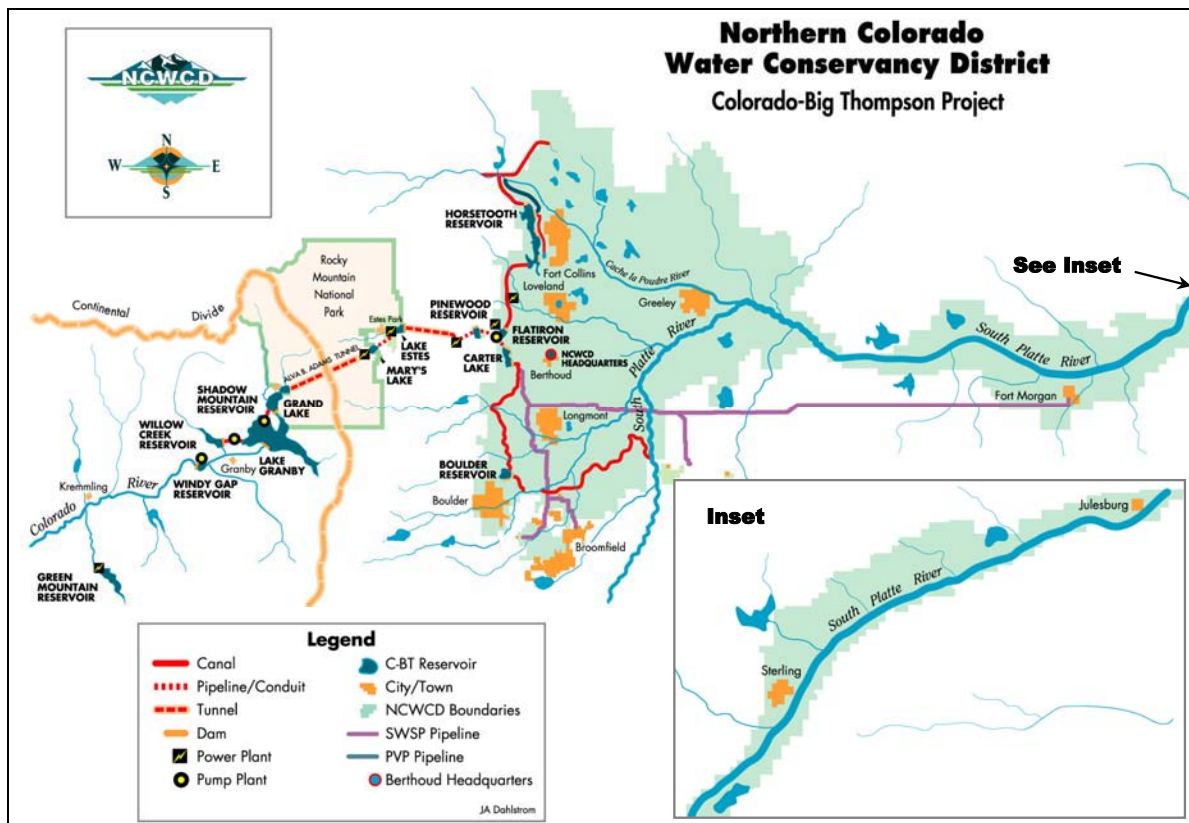 Northern Colorado
Water Conservancy District
Colorado-Big Thompson Project
NCWCD
N
W
E
S
HORSETOOTH
RESERVOIR
Fort Collins
Loveland
Cache la Poudre River
Greeley
See Inset
Rocky
Mountain
National
Park
Continental
Divide
Estes Park
PINEWOOD
RESERVOIR
FLATIRON
RESERVOIR
LAKE
ESTES
MARY'S
LAKE
ALVA B. ADAMS TUNNEL
CARTER
LAKE
NCWCD
HEADQUARTERS
Berthoud
South Platte River
South Platte River
Fort Morgan
SHADOW
MOUNTAIN
RESERVOIR
GRAND
LAKE
WILLOW
CREEK
RESERVOIR
LAKE
GRANBY
Granby
WINDY GAP
RESERVOIR
Kremmling
Colorado River
GREEN
MOUNTAIN
RESERVOIR
Longmont
BOULDER
RESERVOIR
Boulder
Broomfield
Inset
Julesburg
South Platte River
Sterling
Legend
Canal
Pipeline/Conduit
Tunnel
Dam
Power Plant
Pump Plant
C-BT Reservoir
City/Town
NCWCD Boundaries
SWSP Pipeline
PVP Pipeline
Berthoud Headquarters
JA Dahlstrom